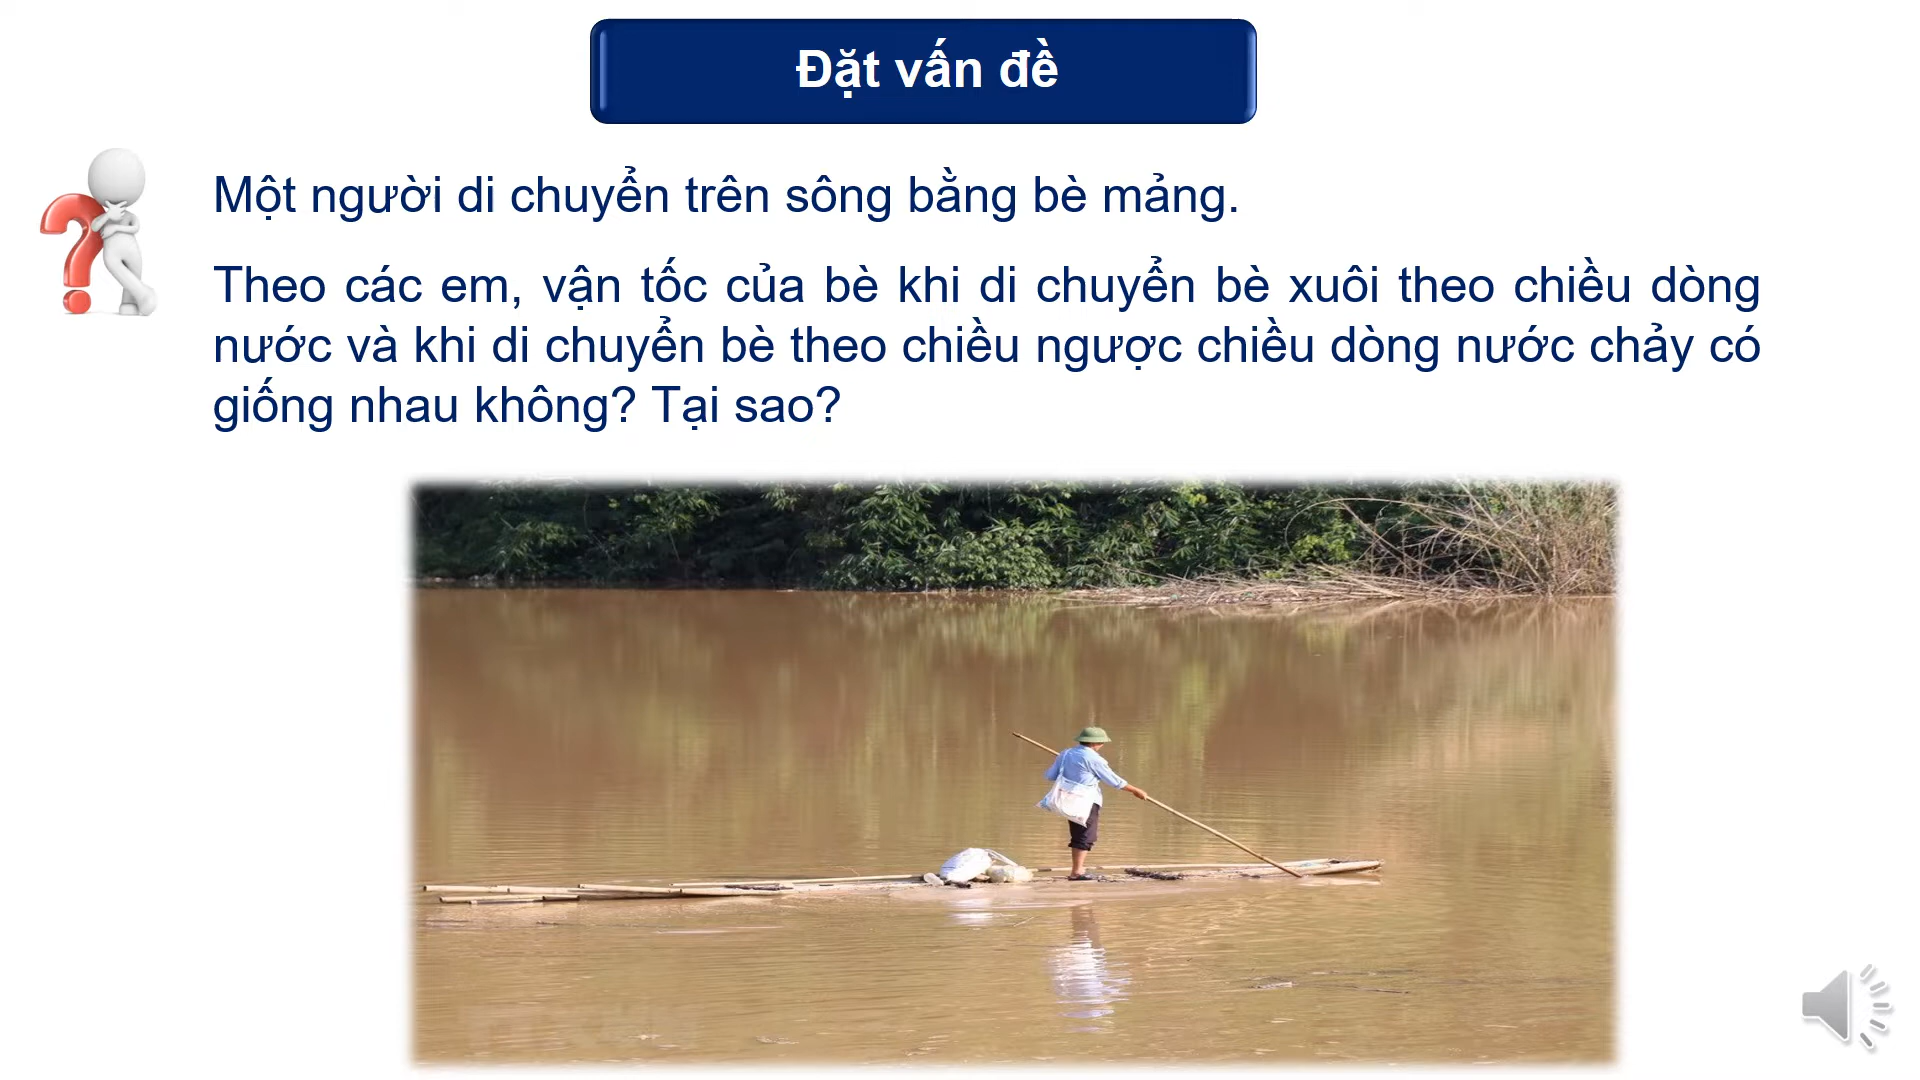 Đặt vấn đề
Một người di chuyển trên sông bằng bè mảng.
Theo các em, vận tốc của bè khi di chuyển bè xuôi theo chiều dòng
nước và khi di chuyển bè theo chiều ngược chiều dòng nước chảy có
giống nhau không? Tại sao?